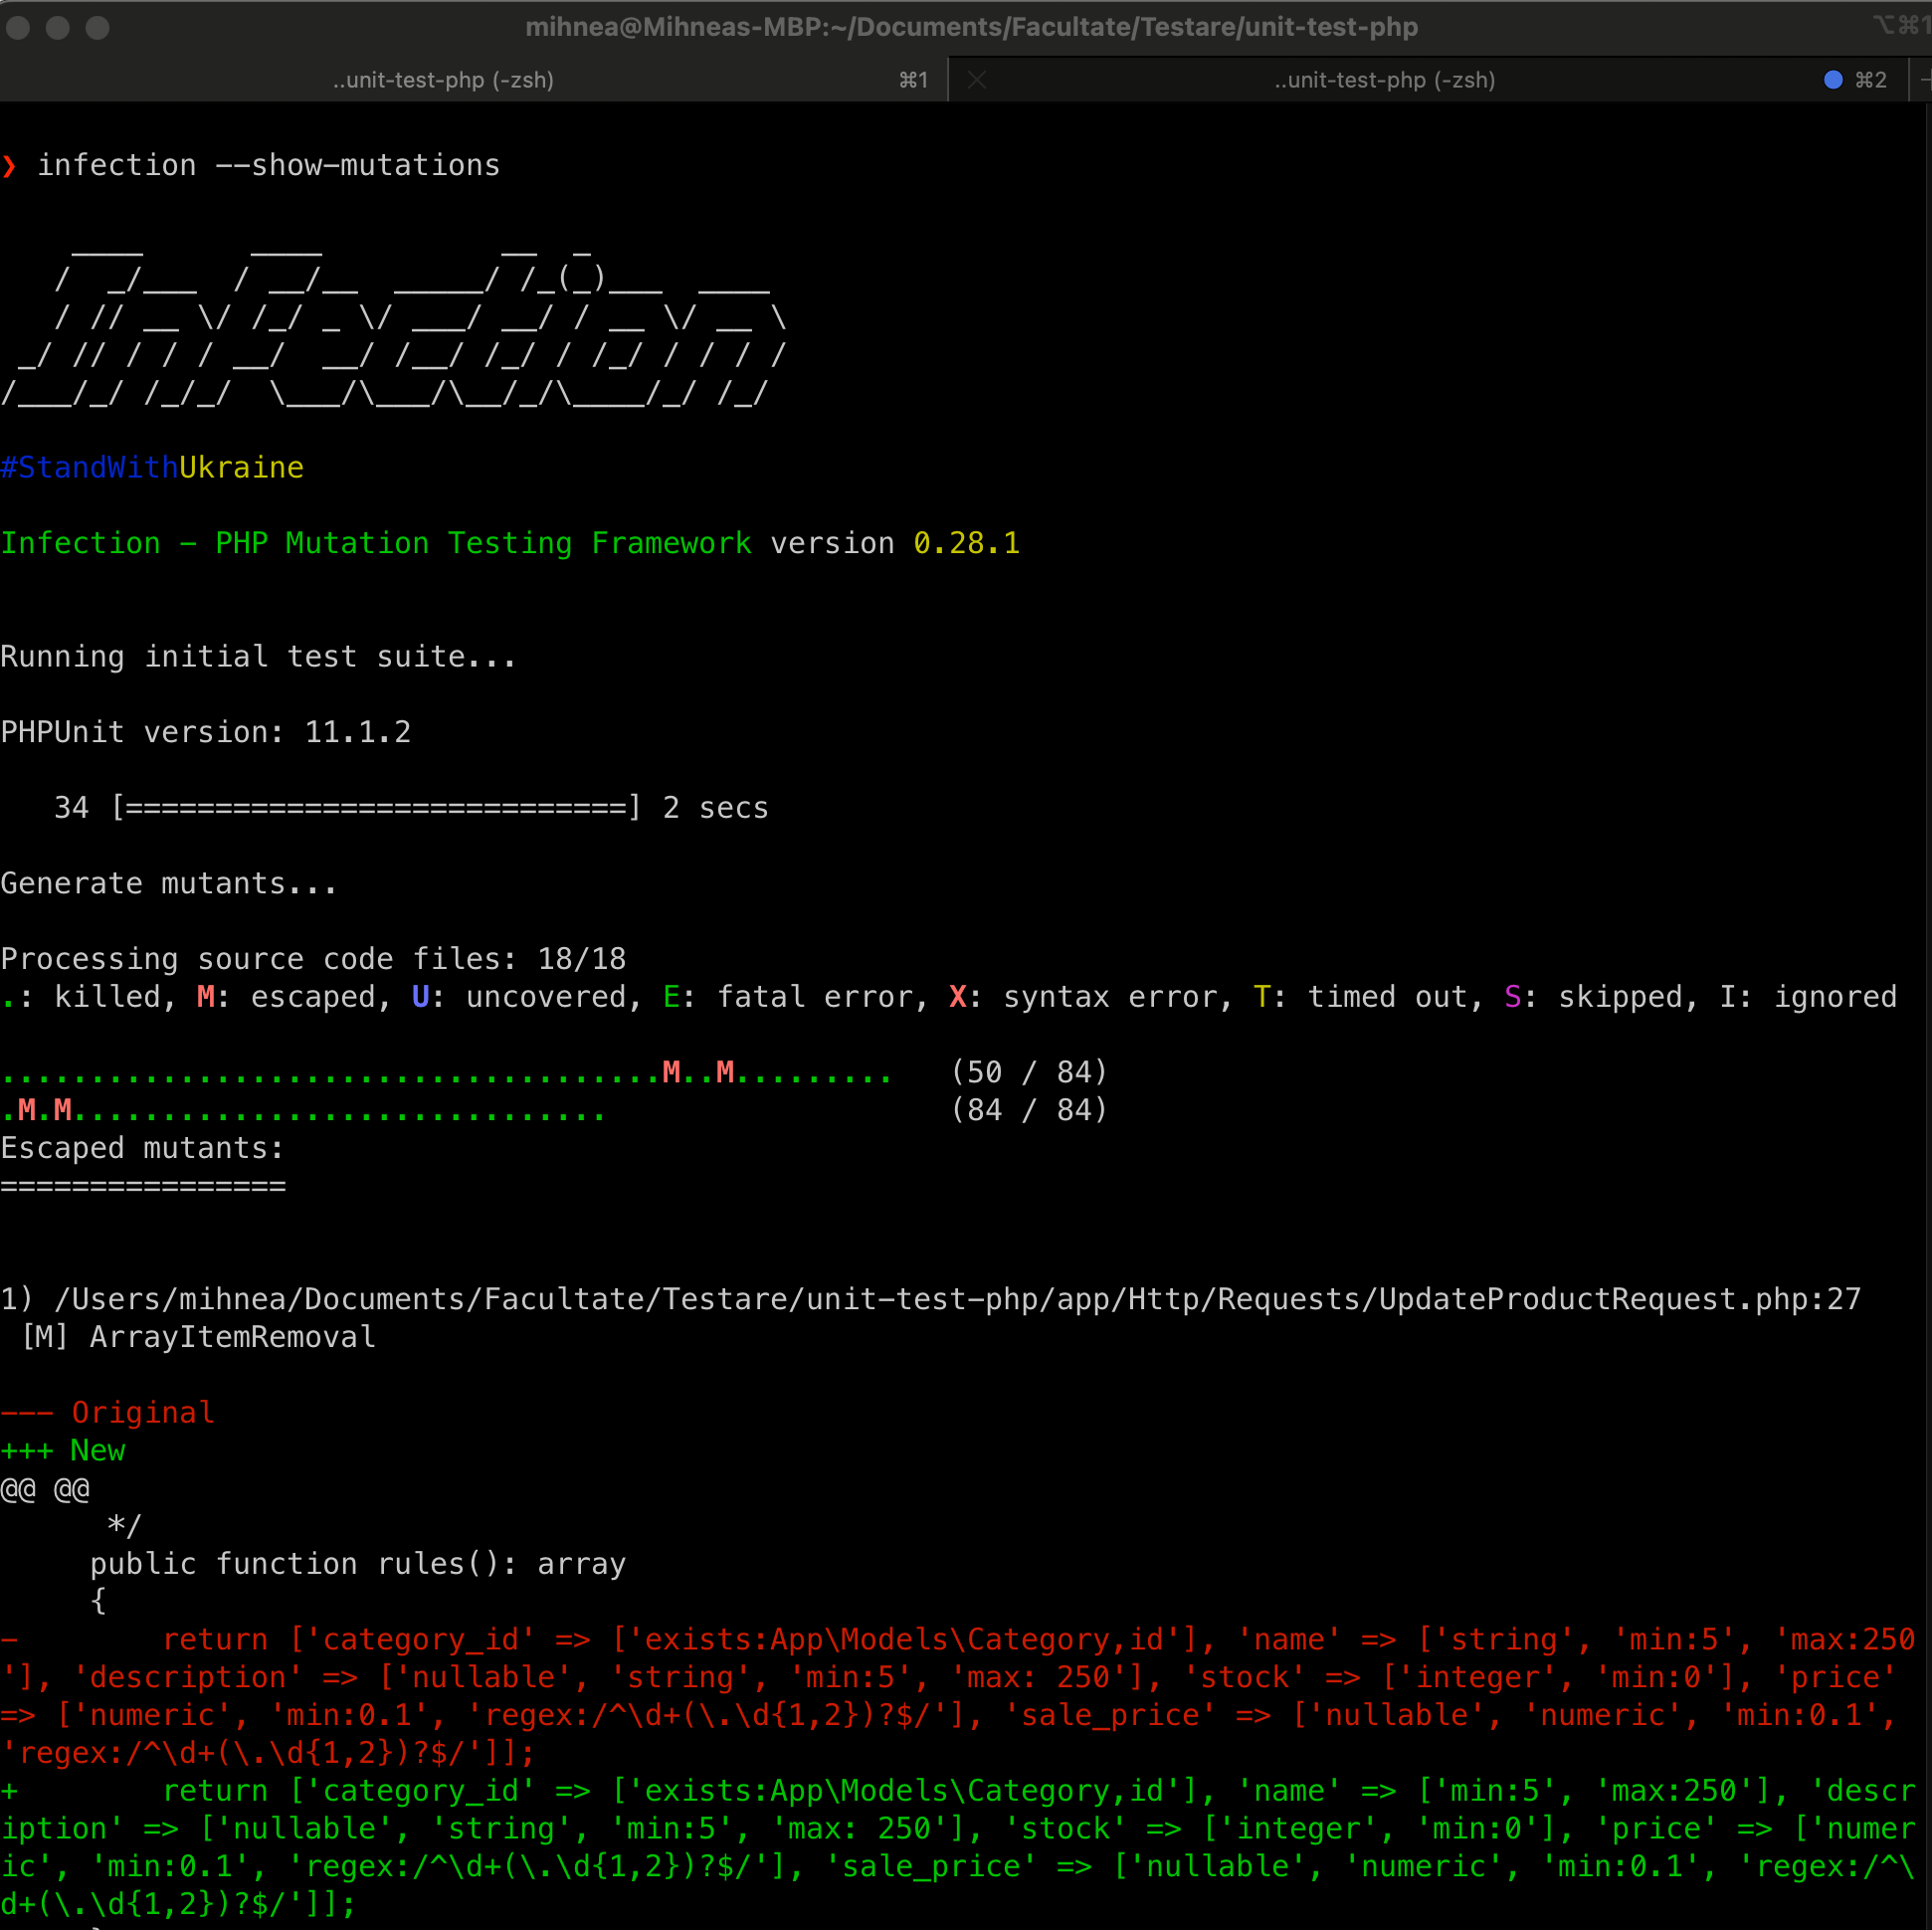 mihnea@Mihneas-MBP:~/Documents/Facultate/Testare/unit-test-php
⌥⌘1
..unit-test-php (-zsh) ⌘1
..unit-test-php (-zsh) ⌘2
❯ infection --show-mutations
Infection
#StandWithUkraine
Infection - PHP Mutation Testing Framework version 0.28.1
Running initial test suite...
PHPUnit version: 11.1.2
34 [============================] 2 secs
Generate mutants...
Processing source code files: 18/18
.: killed, M: escaped, U: uncovered, E: fatal error, X: syntax error, T: timed out, S: skipped, I: ignored
.....................................M..M......... (50 / 84)
.M.M.............................. (84 / 84)
Escaped mutants:
================
1) /Users/mihnea/Documents/Facultate/Testare/unit-test-php/app/Http/Requests/UpdateProductRequest.php:27
[M] ArrayItemRemoval
--- Original
+++ New
@@ @@
*/
public function rules(): array
{
- return ['category_id' => ['exists:App\Models\Category,id'], 'name' => ['string', 'min:5', 'max:250
'], 'description' => ['nullable', 'string', 'min:5', 'max: 250'], 'stock' => ['integer', 'min:0'], 'price'
=> ['numeric', 'min:0.1', 'regex:/^\d+(\.\d{1,2})?$/'], 'sale_price' => ['nullable', 'numeric', 'min:0.1',
'regex:/^\d+(\.\d{1,2})?$/']];
+ return ['category_id' => ['exists:App\Models\Category,id'], 'name' => ['min:5', 'max:250'], 'descr
iption' => ['nullable', 'string', 'min:5', 'max: 250'], 'stock' => ['integer', 'min:0'], 'price' => ['numer
ic', 'min:0.1', 'regex:/^\d+(\.\d{1,2})?$/'], 'sale_price' => ['nullable', 'numeric', 'min:0.1', 'regex:/^\
d+(\.\d{1,2})?$/']];